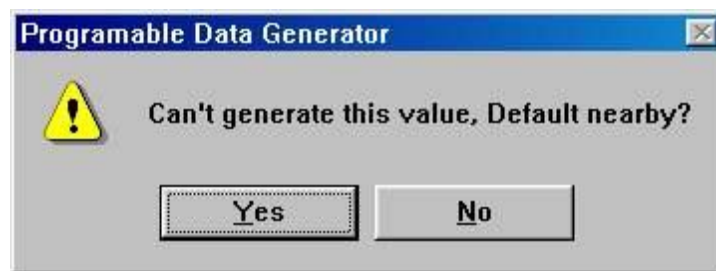 Programable Data Generator
Can't generate this value, Default nearby?
Yes No